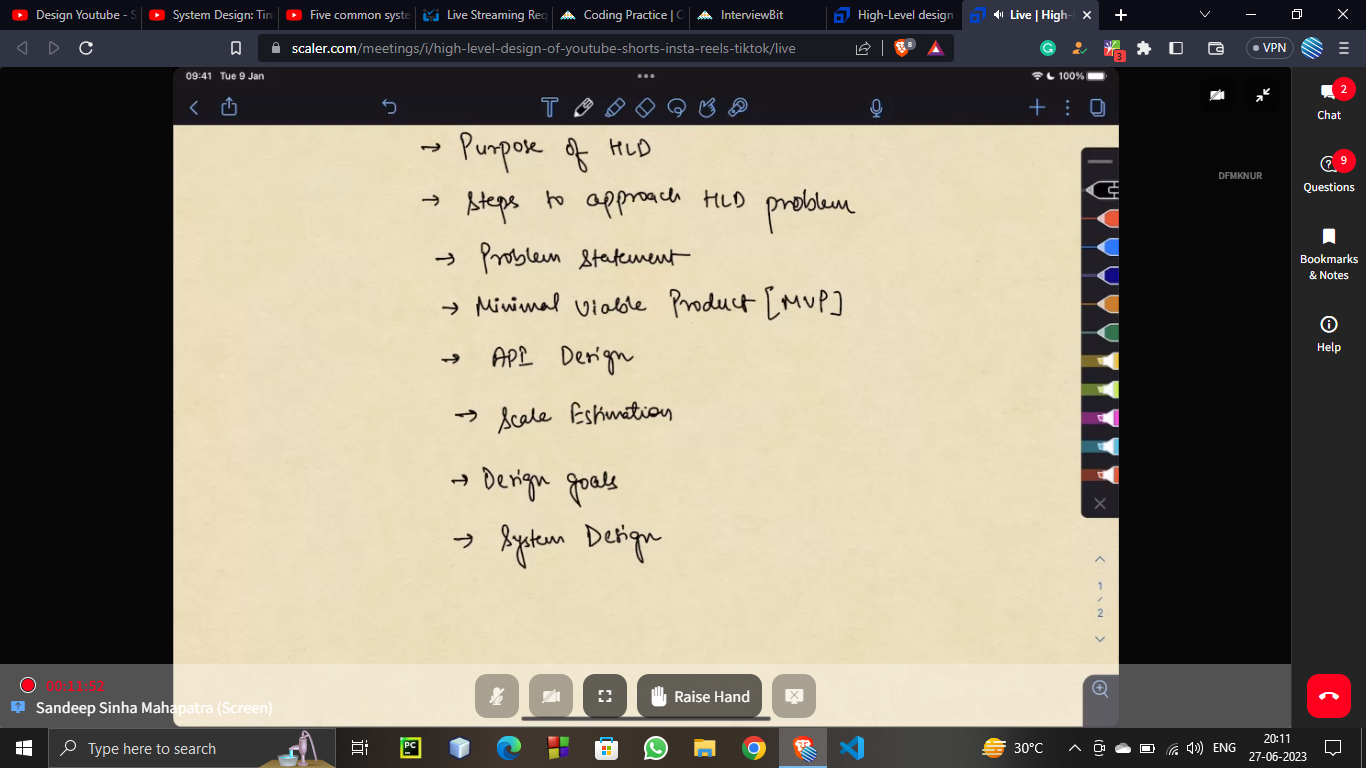 Design Youtube - S
System Design: Tin
Five common syste
Live Streaming Req
Coding Practice | C
InterviewBit
High-Level design
Live | High-
scaler.com/meetings/i/high-level-design-of-youtube-shorts-insta-reels-tiktok/live
8
3
VPN
09:41 Tue 9 Jan
100%
→ Purpose of HLD
→ Steps to approach HLD problem
→ Problem Statement
→ Minimal Viable Product [MVP]
→ API Design
→ Scale Estimation
→ Design goals
→ System Design
1
2
2
Chat
9
Questions
Bookmarks
& Notes
Help
DFMKNUR
00:11:52
Sandeep Sinha Mahapatra (Screen)
Raise Hand
Type here to search
PC
30°C
ENG
20:11
27-06-2023